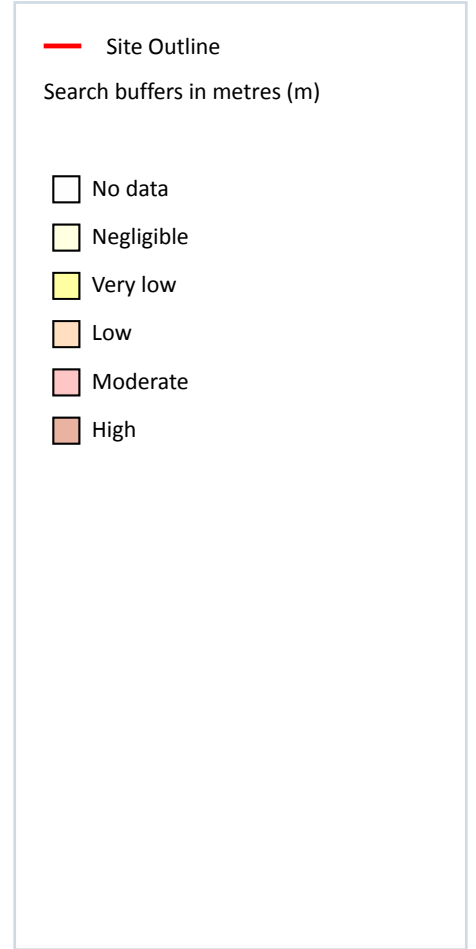 Site Outline
Search buffers in metres (m)
No data
Negligible
Very low
Low
Moderate
High